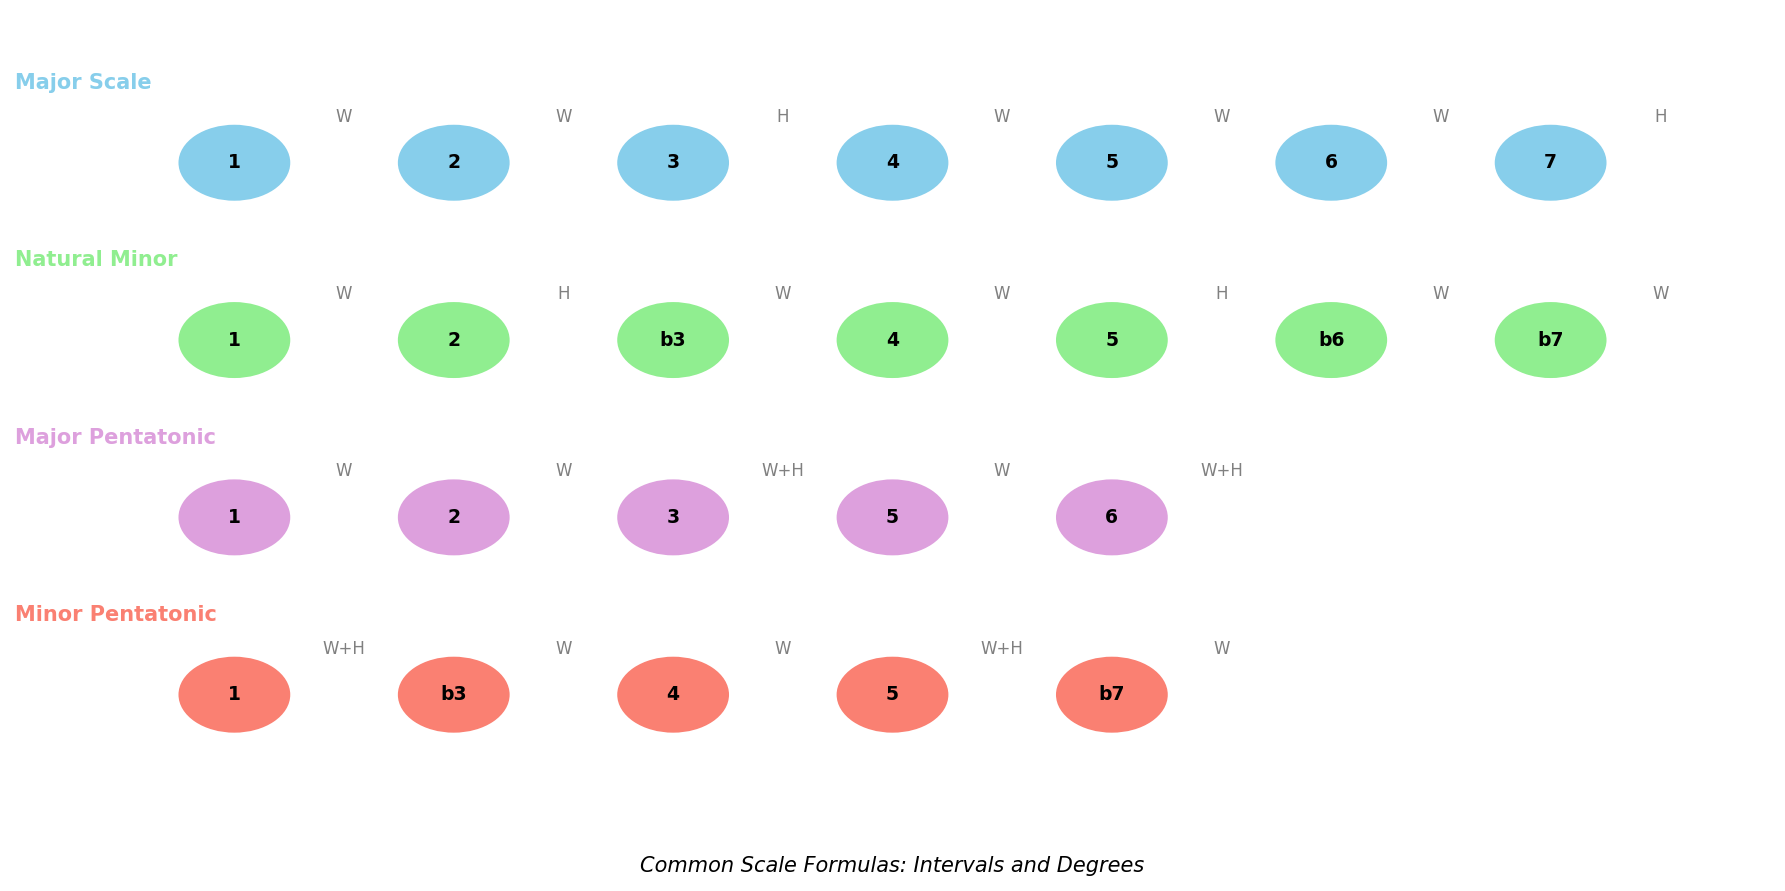 Major Scale
W W H W W W H
1 2 3 4 5 6 7
Natural Minor
W H W W H W W
1 2 b3 4 5 b6 b7
Major Pentatonic
W W W+H W W+H
1 2 3 5 6
Minor Pentatonic
W+H W W W+H W
1 b3 4 5 b7
Common Scale Formulas: Intervals and Degrees